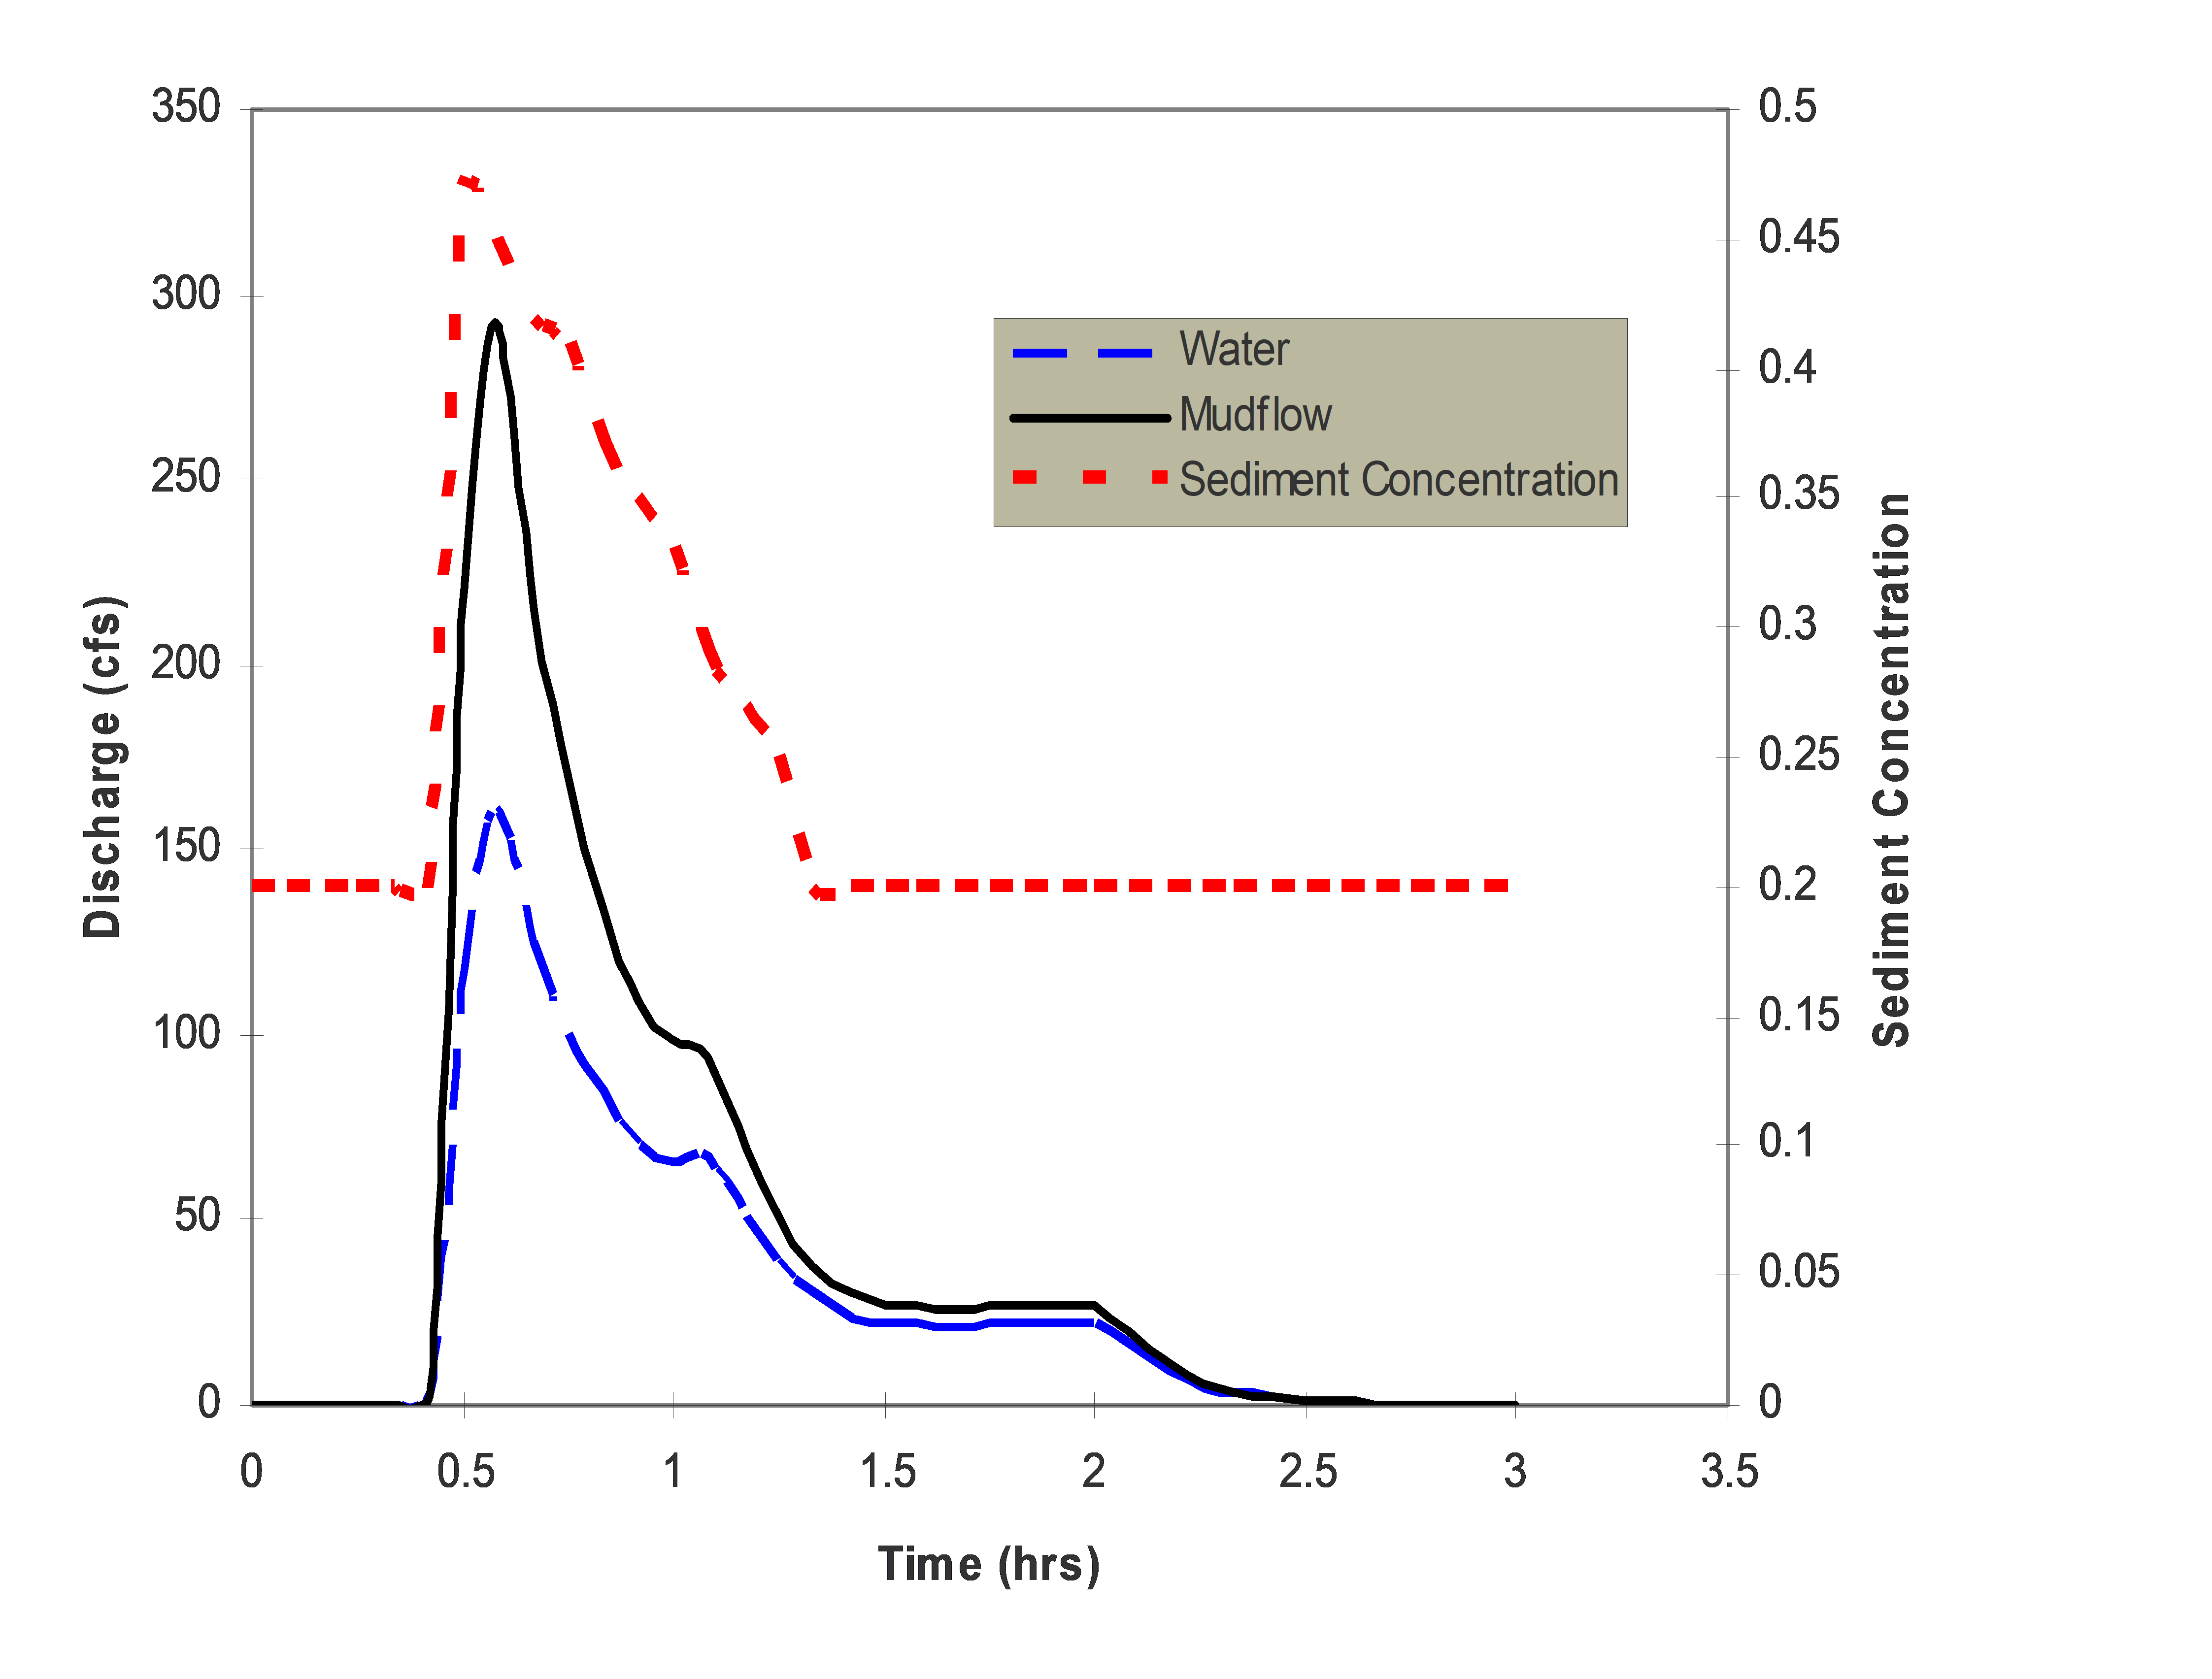 350
300
250
200
150
100
50
0
Discharge (cfs)
0.5
0.45
0.4
0.35
0.3
0.25
0.2
0.15
0.1
0.05
0
Sediment Concentration
Water
Mudflow
Sediment Concentration
0 0.5 1 1.5 2 2.5 3 3.5
Time (hrs)